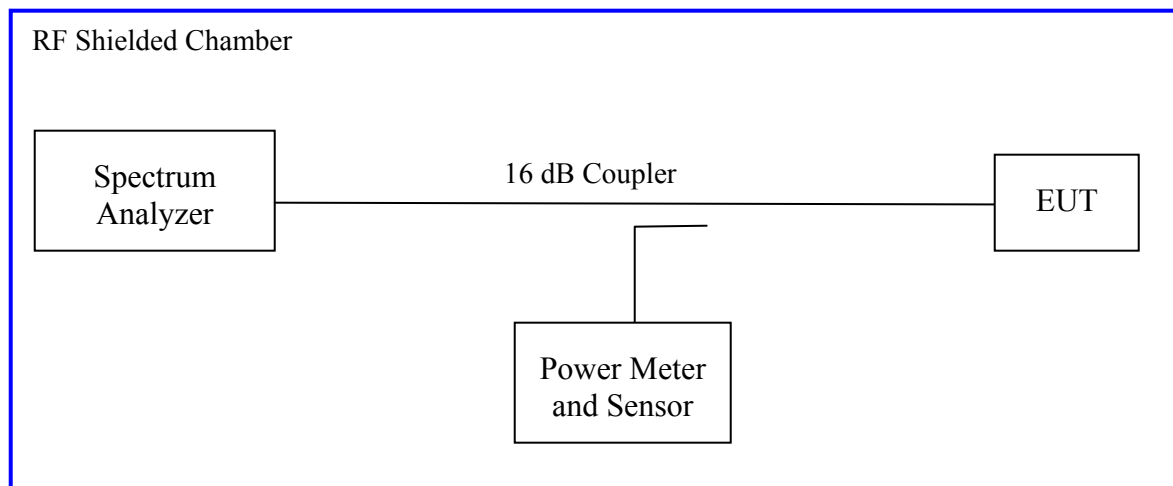 RF Shielded Chamber
Spectrum
Analyzer
16 dB Coupler
EUT
Power Meter
and Sensor